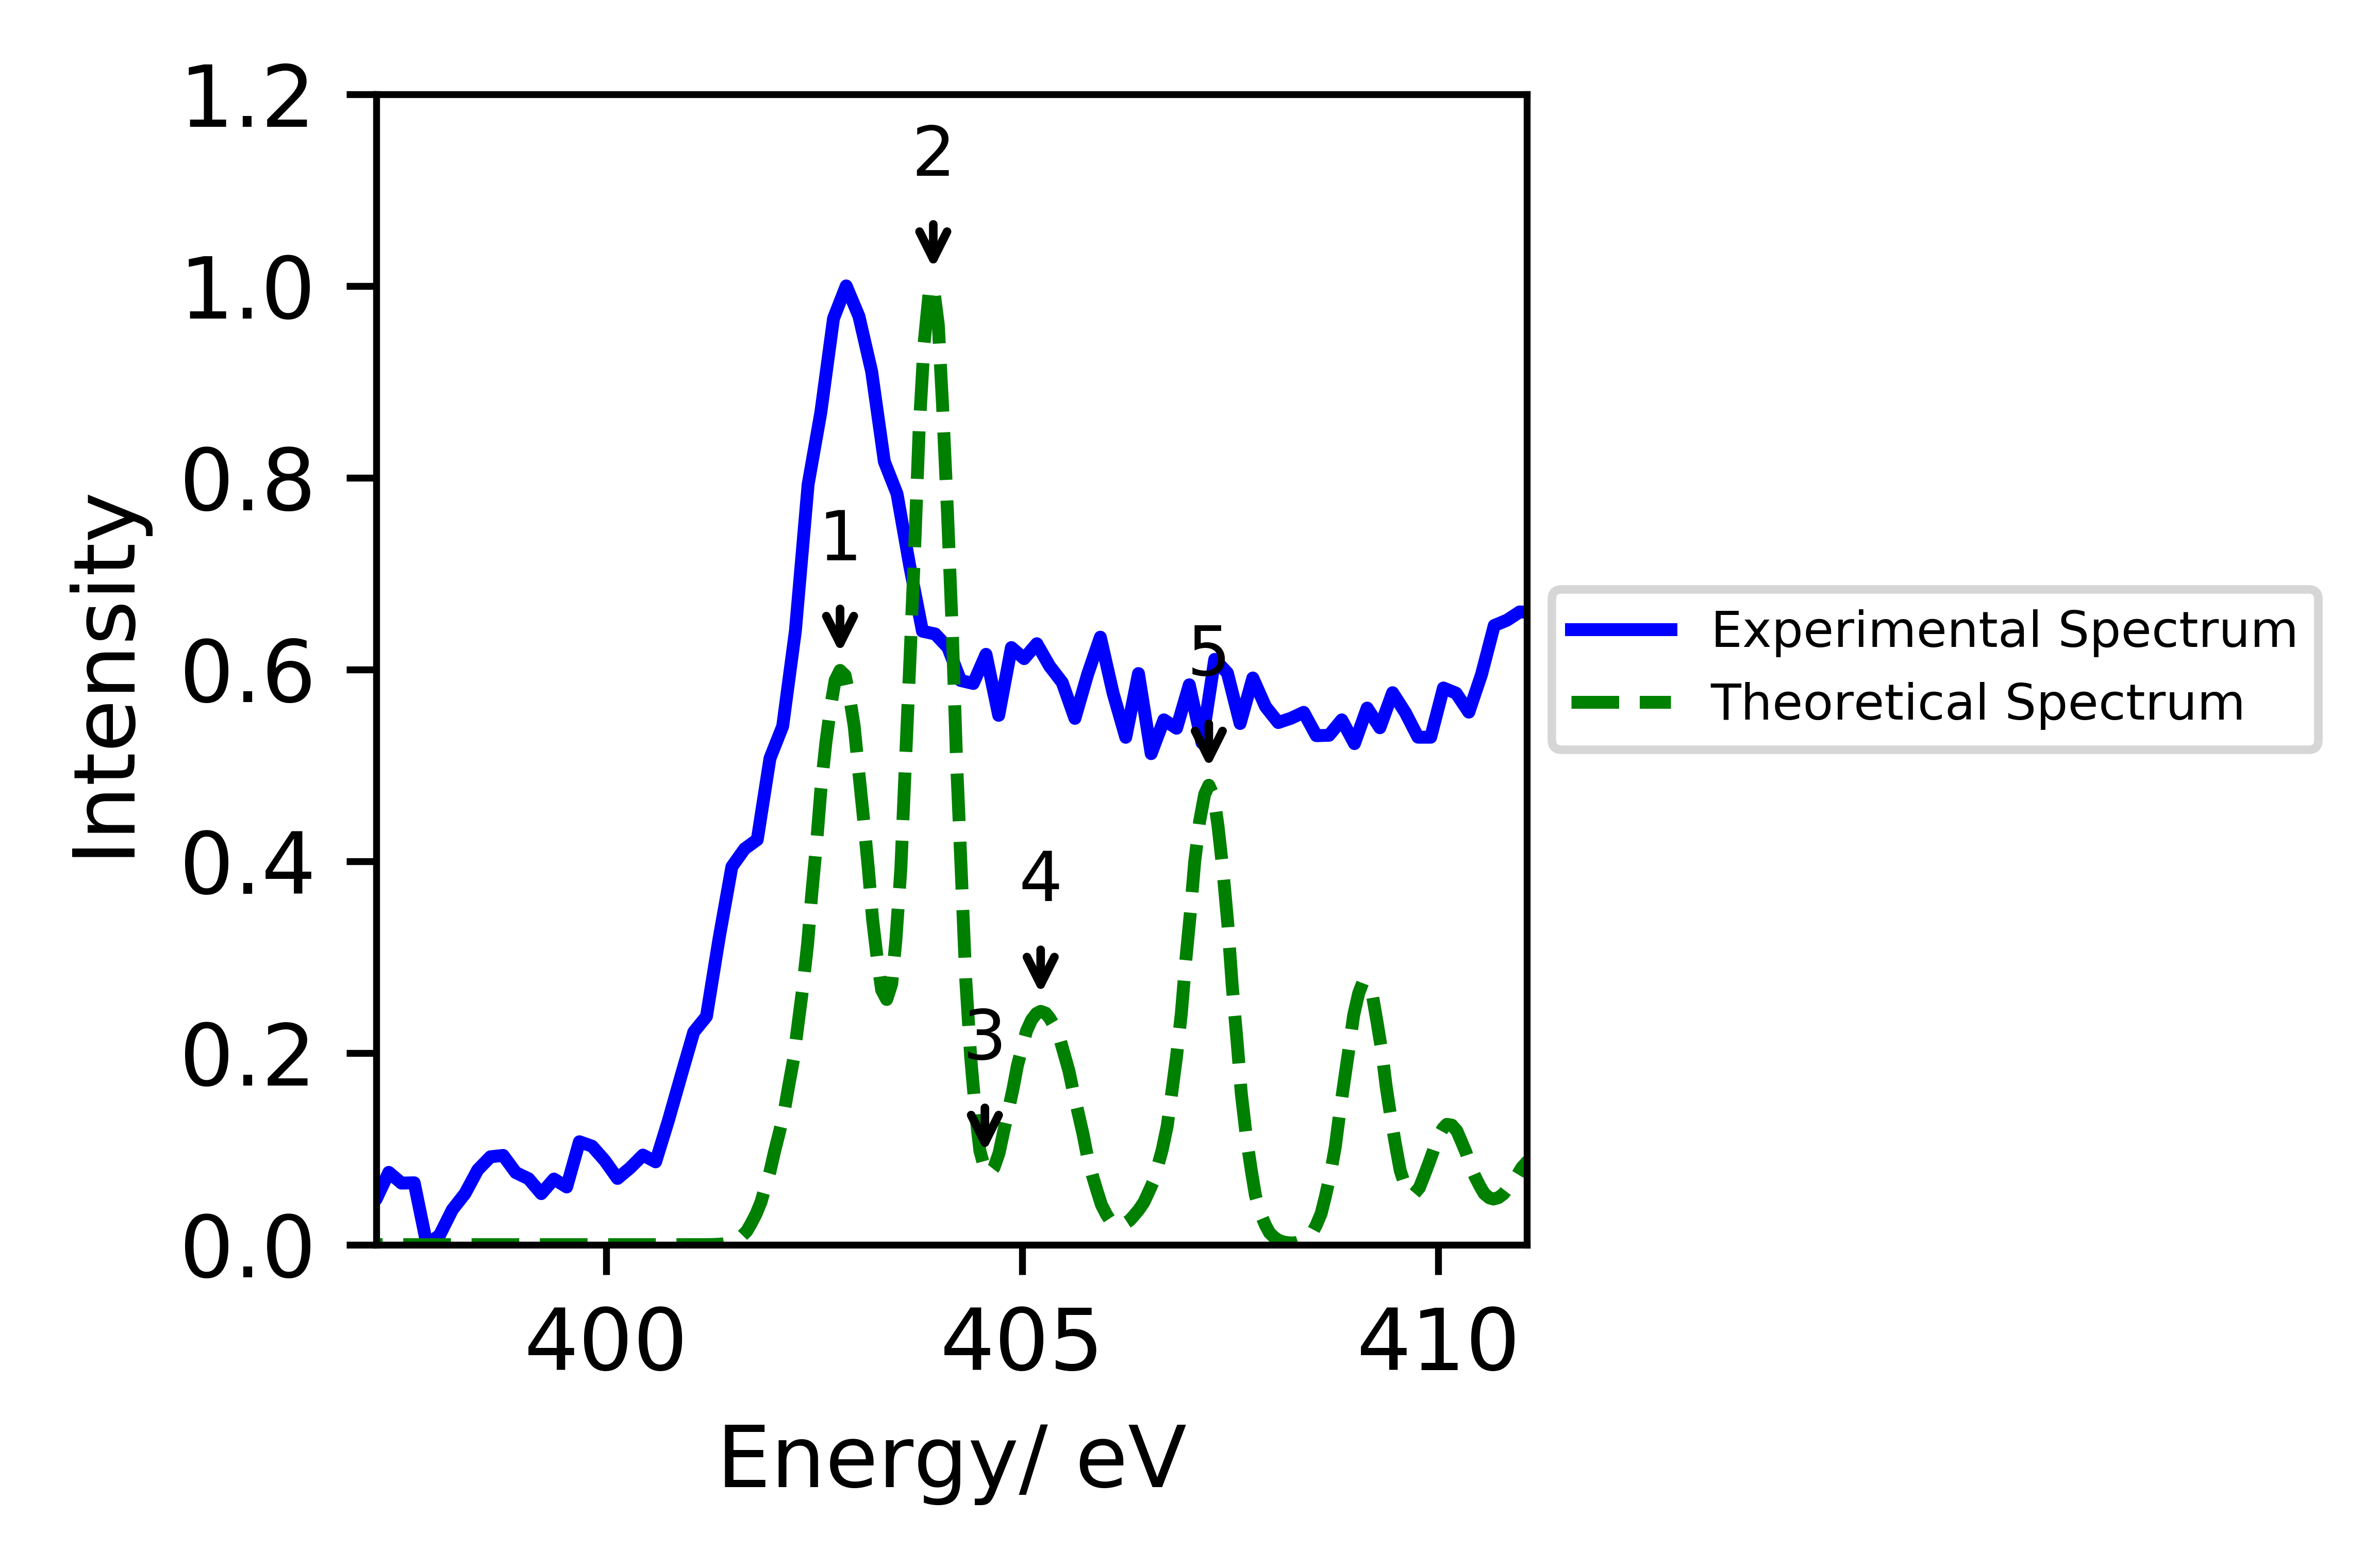 1.2
1.0
0.8
0.6
0.4
0.2
0.0
Intensity
2
1
5
4
3
400 405 410
Energy/ eV
Experimental Spectrum
Theoretical Spectrum